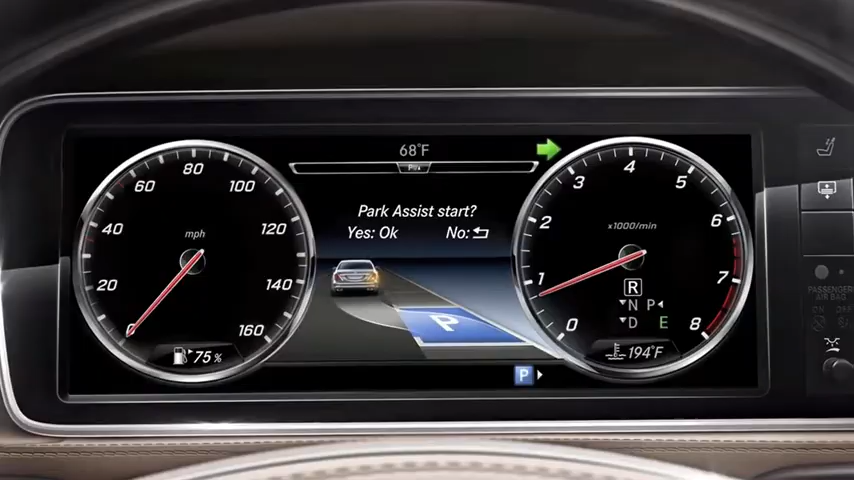 68°F
Park Assist start?
Yes: Ok No:
mph
0
20
40
60
80
100
120
140
160
75 %
x1000/min
0
1
2
3
4
5
6
7
8
R
N P
D E
194°F
P
P
PASSENGER
AIR BAG
ON OFF